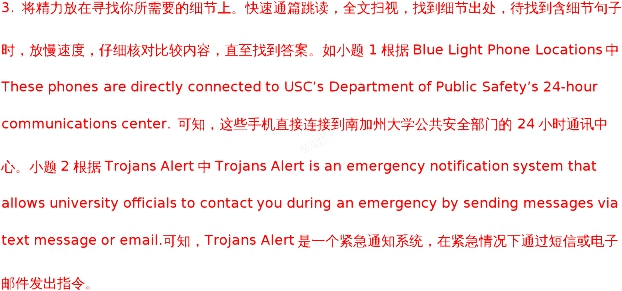 3. 将精力放在寻找你所需要的细节上。快速通篇跳读，全文扫视，找到细节出处，待找到含细节句子
时，放慢速度，仔细核对比较内容，直至找到答案。如小题 1 根据 Blue Light Phone Locations 中
These phones are directly connected to USC's Department of Public Safety's 24-hour
communications center. 可知，这些手机直接连接到南加州大学公共安全部门的 24 小时通讯中
心。小题 2 根据 Trojans Alert 中 Trojans Alert is an emergency notification system that
allows university officials to contact you during an emergency by sending messages via
text message or email.可知，Trojans Alert 是一个紧急通知系统，在紧急情况下通过短信或电子
邮件发出指令。